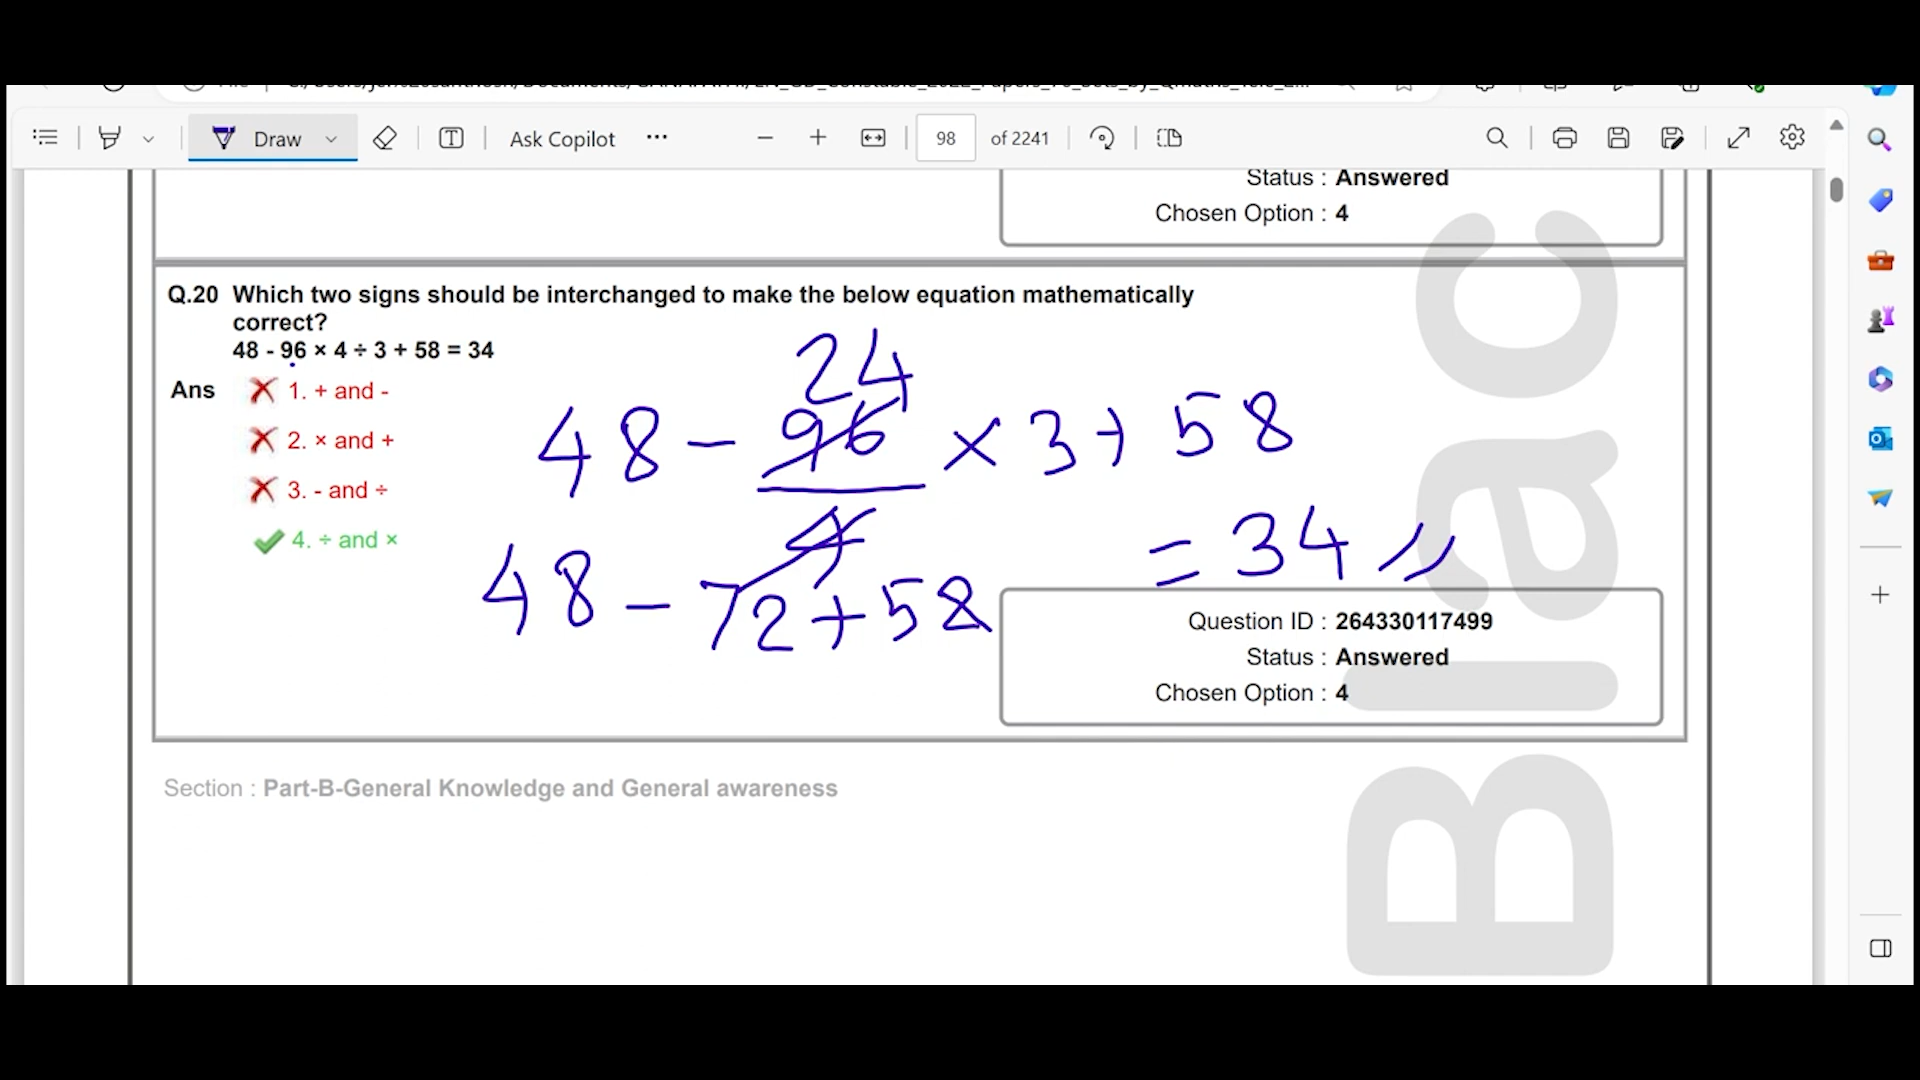 Draw
Ask Copilot
98 of 2241
Status : Answered
Chosen Option : 4
Q.20 Which two signs should be interchanged to make the below equation mathematically
correct?
48 - 96 × 4 ÷ 3 + 58 = 34
Ans 1. + and -
2. × and +
3. - and ÷
4. ÷ and ×
24
48 - 96 × 3 + 58
4
= 34
48 - 72 + 58
Question ID : 264330117499
Status : Answered
Chosen Option : 4
Section : Part-B-General Knowledge and General awareness
Blac